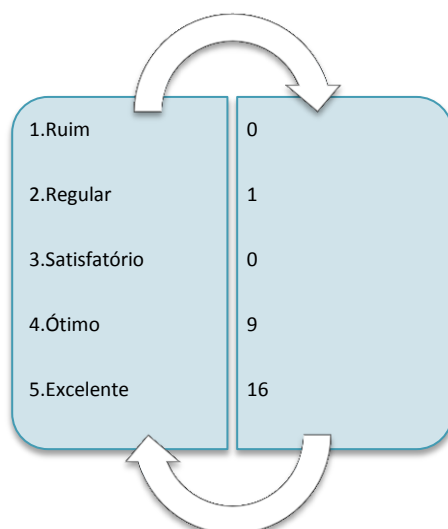 1.Ruim 0
2.Regular 1
3.Satisfatório 0
4.Ótimo 9
5.Excelente 16